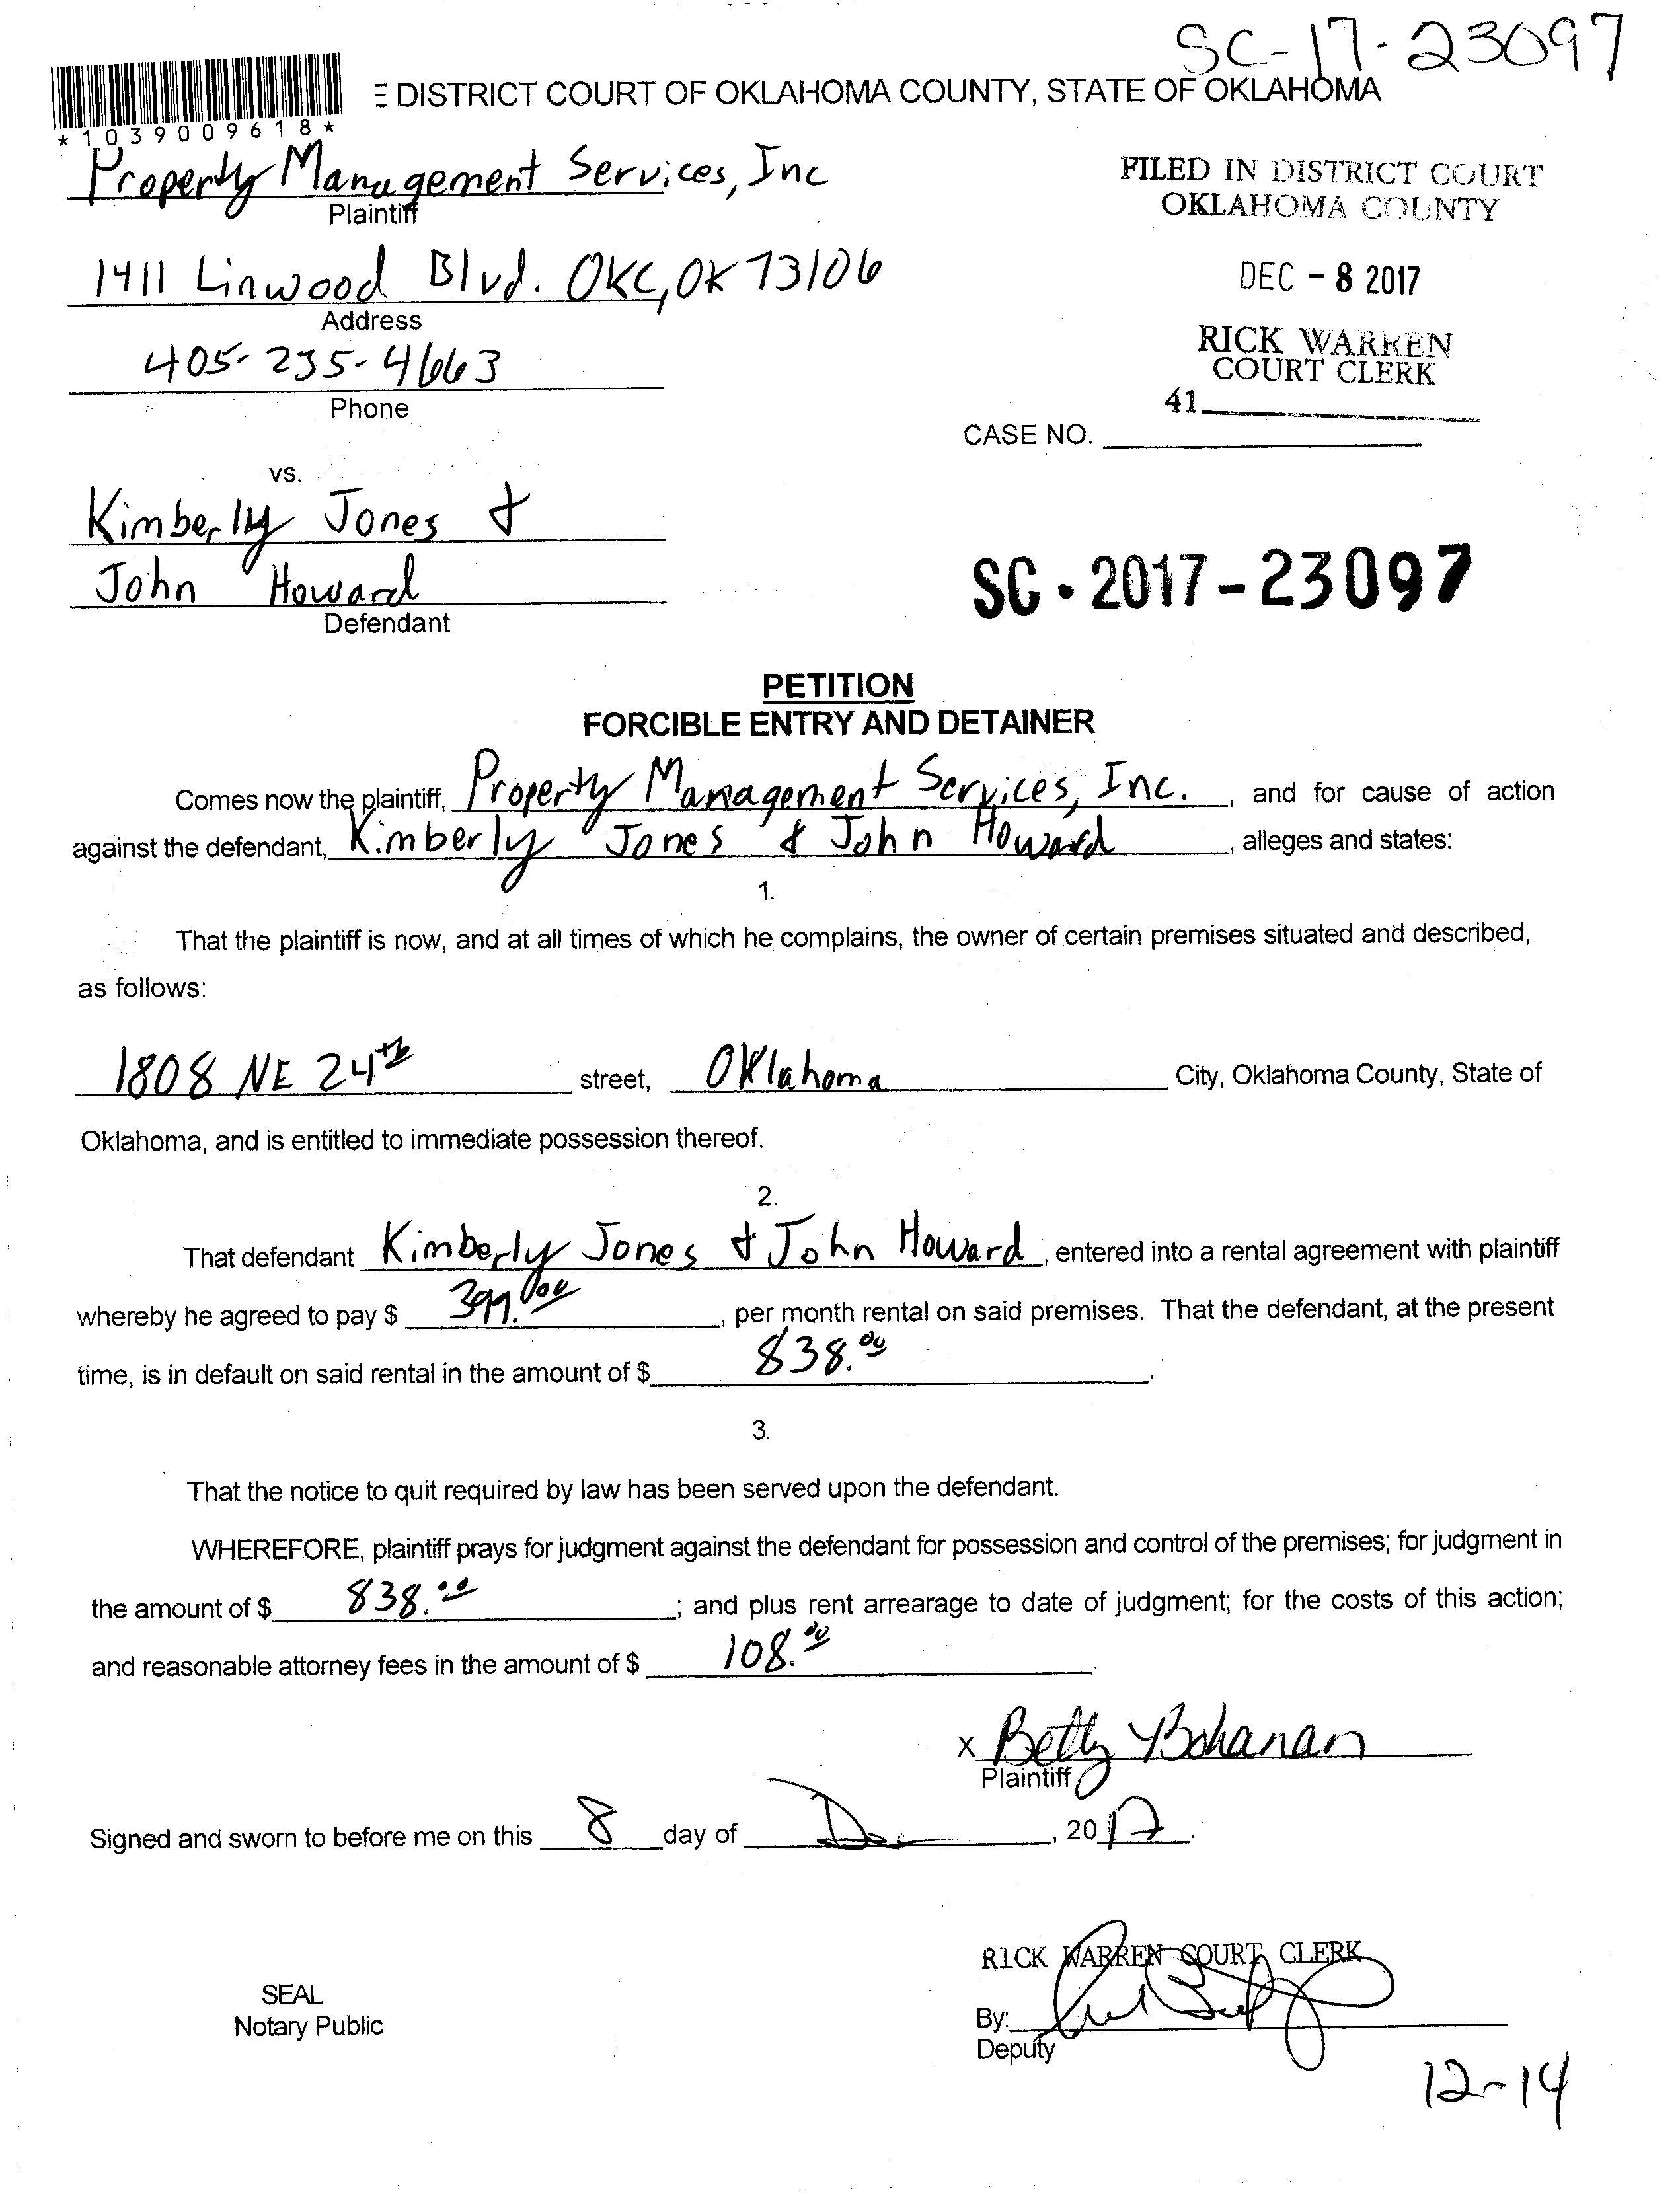 SC-17-23097
DISTRICT COURT OF OKLAHOMA COUNTY, STATE OF OKLAHOMA
*1039009618*
Property Management Services, Inc
Plaintiff
FILED IN DISTRICT COURT
OKLAHOMA COUNTY
1411 Linwood Blvd. OKC, OK 73106
Address
DEC - 8 2017
405-235-4663
Phone
RICK WARREN
COURT CLERK
41
CASE NO.
vs.
Kimberly Jones &
John Howard
Defendant
SC-2017-23097
PETITION
FORCIBLE ENTRY AND DETAINER
Comes now the plaintiff, Property Management Services, Inc., and for cause of action
against the defendant, Kimberly Jones & John Howard, alleges and states:
1.
That the plaintiff is now, and at all times of which he complains, the owner of certain premises situated and described,
as follows:
1808 NE 24th street, Oklahoma City, Oklahoma County, State of
Oklahoma, and is entitled to immediate possession thereof.
2.
That defendant Kimberly Jones & John Howard, entered into a rental agreement with plaintiff
whereby he agreed to pay $ 399.00, per month rental on said premises. That the defendant, at the present
time, is in default on said rental in the amount of $ 838.00.
3.
That the notice to quit required by law has been served upon the defendant.
WHEREFORE, plaintiff prays for judgment against the defendant for possession and control of the premises; for judgment in
the amount of $ 838.00; and plus rent arrearage to date of judgment; for the costs of this action;
and reasonable attorney fees in the amount of $ 108.00.
X Betty Bohanan
Plaintiff
Signed and sworn to before me on this 8 day of D, 2017.
RICK WARREN COURT CLERK
SEAL
Notary Public
By:
Deputy
12-14